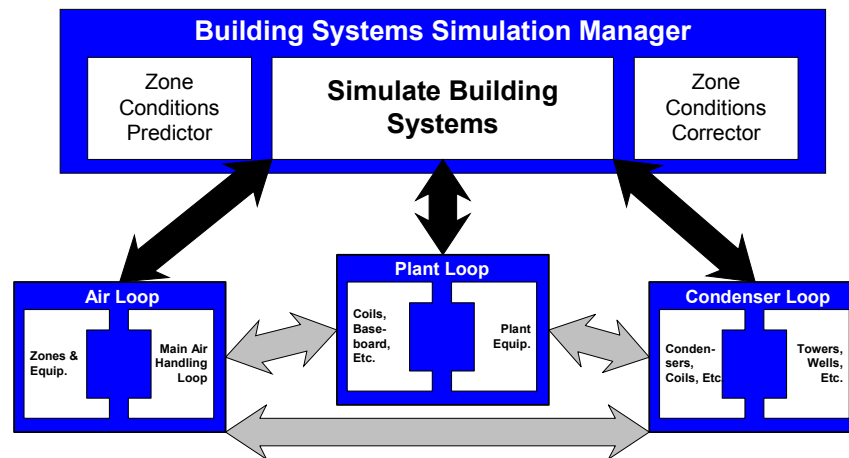 Building Systems Simulation Manager
Zone
Conditions
Predictor
Simulate Building
Systems
Zone
Conditions
Corrector
Air Loop
Zones &
Equip.
Main Air
Handling
Loop
Plant Loop
Coils,
Base-
board,
Etc.
Plant
Equip.
Condenser Loop
Conden-
sers,
Coils, Etc.
Towers,
Wells,
Etc.